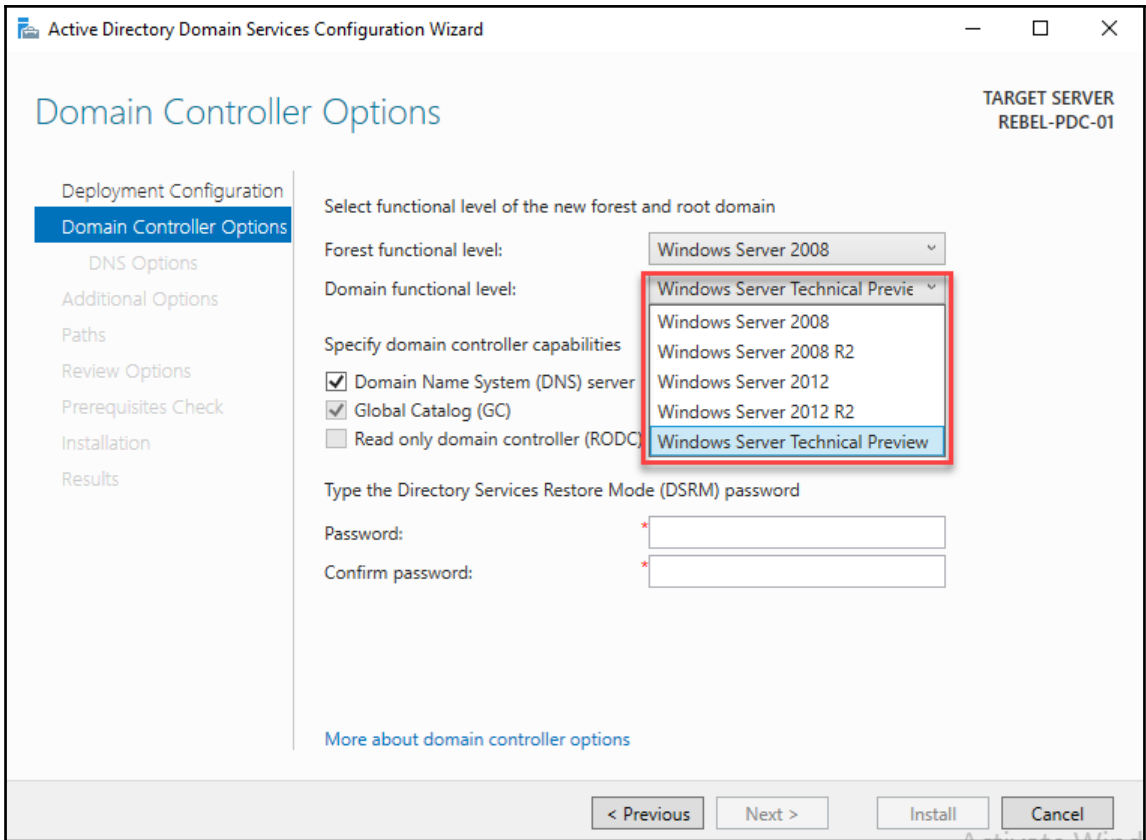 Active Directory Domain Services Configuration Wizard
Domain Controller Options
TARGET SERVER
REBEL-PDC-01
Deployment Configuration
Domain Controller Options
DNS Options
Additional Options
Paths
Review Options
Prerequisites Check
Installation
Results
Select functional level of the new forest and root domain
Forest functional level: Windows Server 2008
Domain functional level: Windows Server Technical Previe
Windows Server 2008
Windows Server 2008 R2
Windows Server 2012
Windows Server 2012 R2
Windows Server Technical Preview
Specify domain controller capabilities
Domain Name System (DNS) server
Global Catalog (GC)
Read only domain controller (RODC)
Type the Directory Services Restore Mode (DSRM) password
Password: *
Confirm password: *
More about domain controller options
< Previous Next > Install Cancel